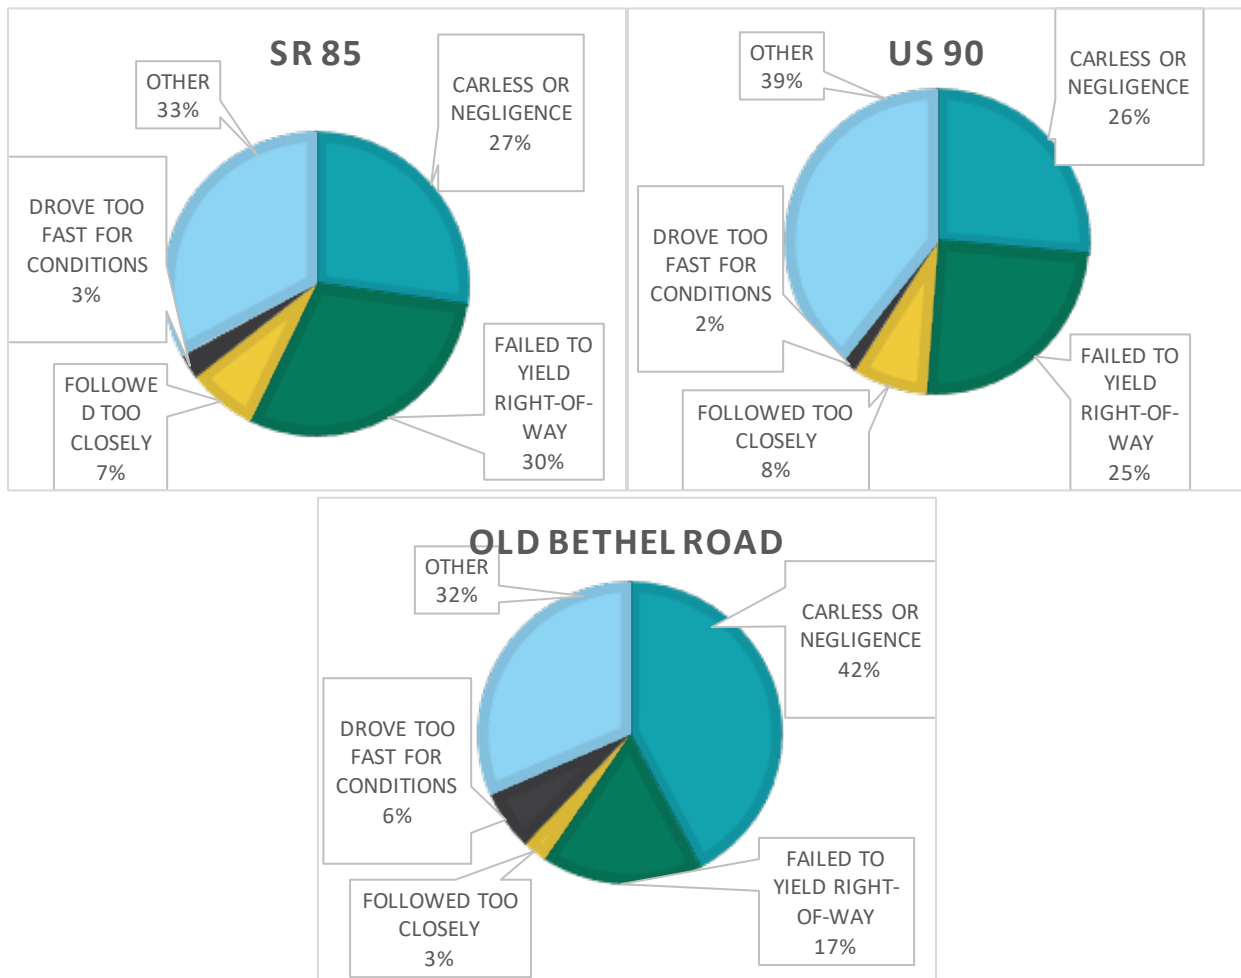 SR 85
OTHER
33%
CARLESS OR
NEGLIGENCE
27%
DROVE TOO
FAST FOR
CONDITIONS
3%
FOLLOWE
D TOO
CLOSELY
7%
FAILED TO
YIELD
RIGHT-OF-
WAY
30%
US 90
OTHER
39%
CARLESS OR
NEGLIGENCE
26%
DROVE TOO
FAST FOR
CONDITIONS
2%
FOLLOWED TOO
CLOSELY
8%
FAILED TO
YIELD
RIGHT-OF-
WAY
25%
OLD BETHEL ROAD
OTHER
32%
CARLESS OR
NEGLIGENCE
42%
DROVE TOO
FAST FOR
CONDITIONS
6%
FOLLOWED TOO
CLOSELY
3%
FAILED TO
YIELD RIGHT-
OF-WAY
17%